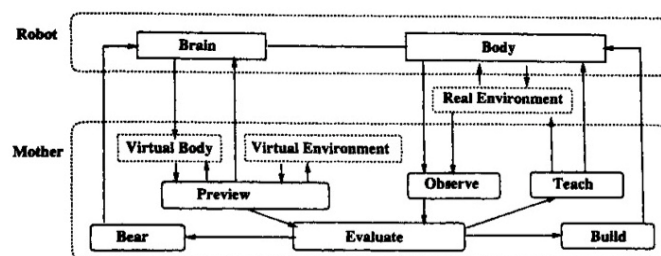 Robot
Brain
Body
Real Environment
Mother
Virtual Body
Virtual Environment
Preview
Observe
Teach
Bear
Evaluate
Build